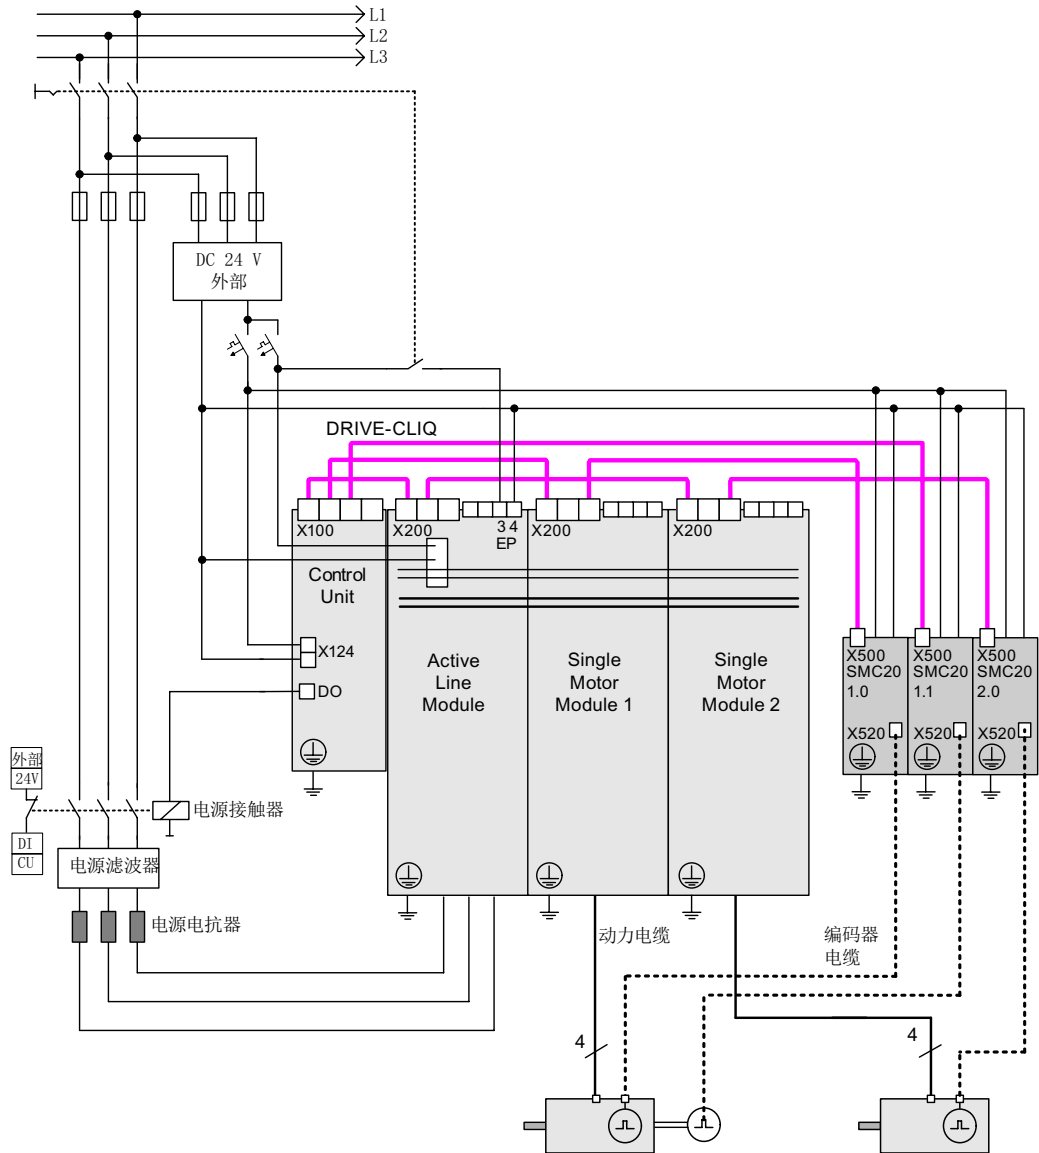 L1
L2
L3
DC 24 V
外部
DRIVE-CLIQ
X100
X200
3 4
EP
X200
X200
Control
Unit
X124
DO
Active
Line
Module
Single
Motor
Module 1
Single
Motor
Module 2
X500
SMC20
1.0
X520
X500
SMC20
1.1
X520
X500
SMC20
2.0
X520
外部
24V
DI
CU
电源接触器
电源滤波器
电源电抗器
动力电缆
编码器
电缆
4
4